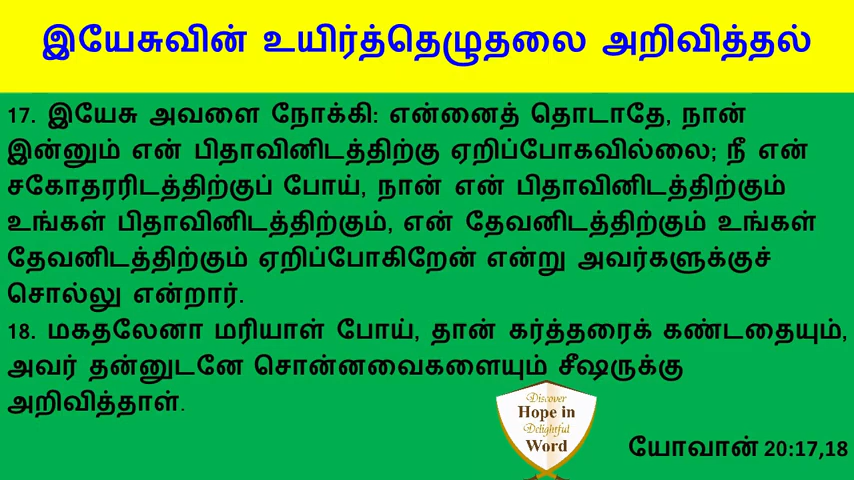 இயேசுவின் உயிர்த்தெழுதலை அறிவித்தல்
17. இயேசு அவளை நோக்கி: என்னைத் தொடாதே, நான்
இன்னும் என் பிதாவினிடத்திற்கு ஏறிப்போகவில்லை; நீ என்
சகோதரரிடத்திற்குப் போய், நான் என் பிதாவினிடத்திற்கும்
உங்கள் பிதாவினிடத்திற்கும், என் தேவனிடத்திற்கும் உங்கள்
தேவனிடத்திற்கும் ஏறிப்போகிறேன் என்று அவர்களுக்குச்
சொல்லு என்றார்.
18. மகதலேனா மரியாள் போய், தான் கர்த்தரைக் கண்டதையும்,
அவர் தன்னுடனே சொன்னவைகளையும் சீஷருக்கு
அறிவித்தாள்.
Discover
Hope in
Delightful
Word
யோவான் 20:17,18